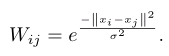 $W_{ij} = e^{\frac{-\|x_i - x_j\|^2}{\sigma^2}}.$